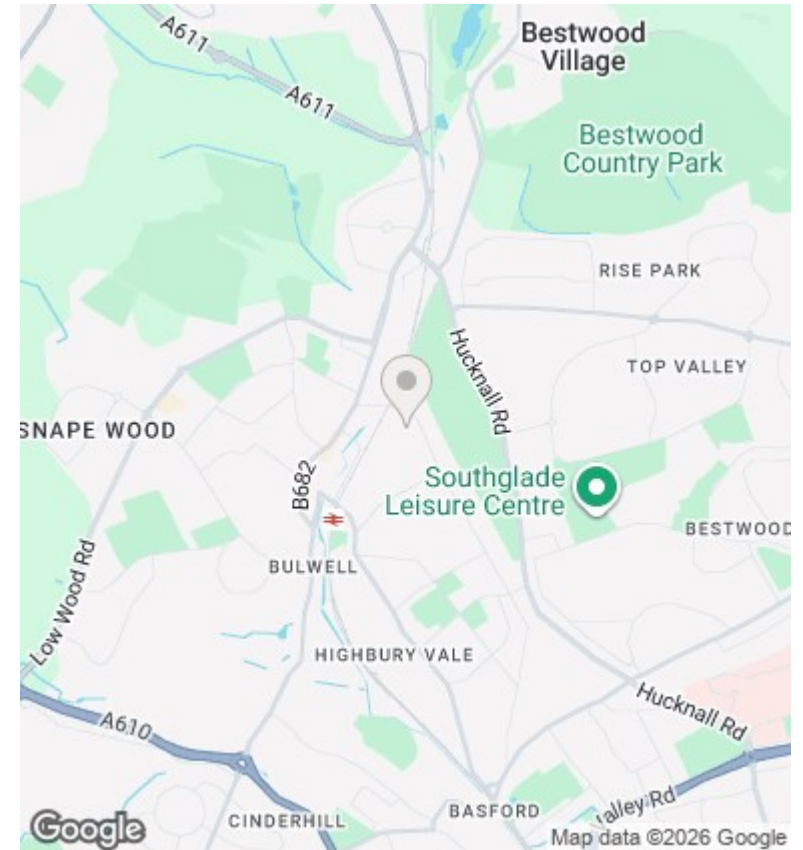 A611
Bestwood
Village
A611
Bestwood
Country Park
RISE PARK
Hucknall Rd
TOP VALLEY
SNAPE WOOD
B682
Southglade
Leisure Centre
BESTWOOD
BULWELL
Low Wood Rd
HIGHBURY VALE
Hucknall Rd
A610
CINDERHILL
BASFORD
Valley Rd
Google
Map data ©2026 Google